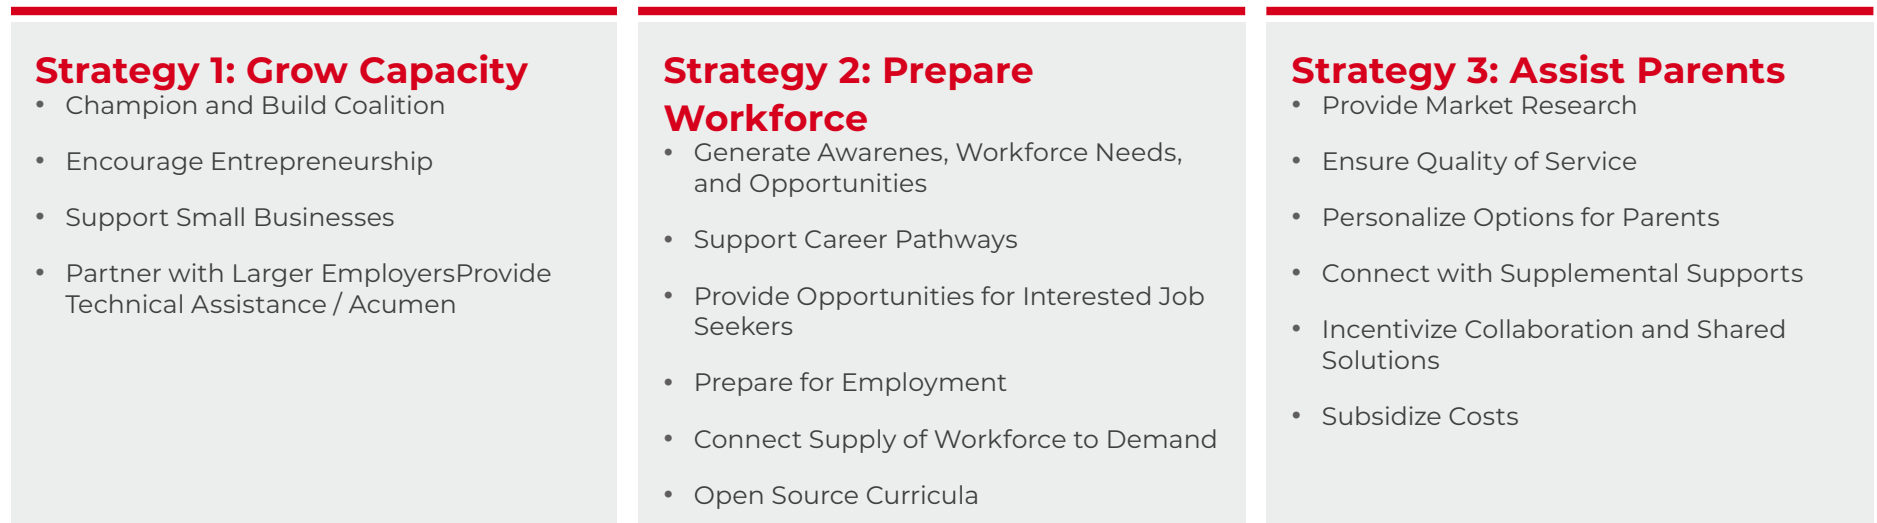 Strategy 1: Grow Capacity
• Champion and Build Coalition
• Encourage Entrepreneurship
• Support Small Businesses
• Partner with Larger EmployersProvide
Technical Assistance / Acumen
Strategy 2: Prepare
Workforce
• Generate Awarenes, Workforce Needs,
and Opportunities
• Support Career Pathways
• Provide Opportunities for Interested Job
Seekers
• Prepare for Employment
• Connect Supply of Workforce to Demand
• Open Source Curricula
Strategy 3: Assist Parents
• Provide Market Research
• Ensure Quality of Service
• Personalize Options for Parents
• Connect with Supplemental Supports
• Incentivize Collaboration and Shared
Solutions
• Subsidize Costs